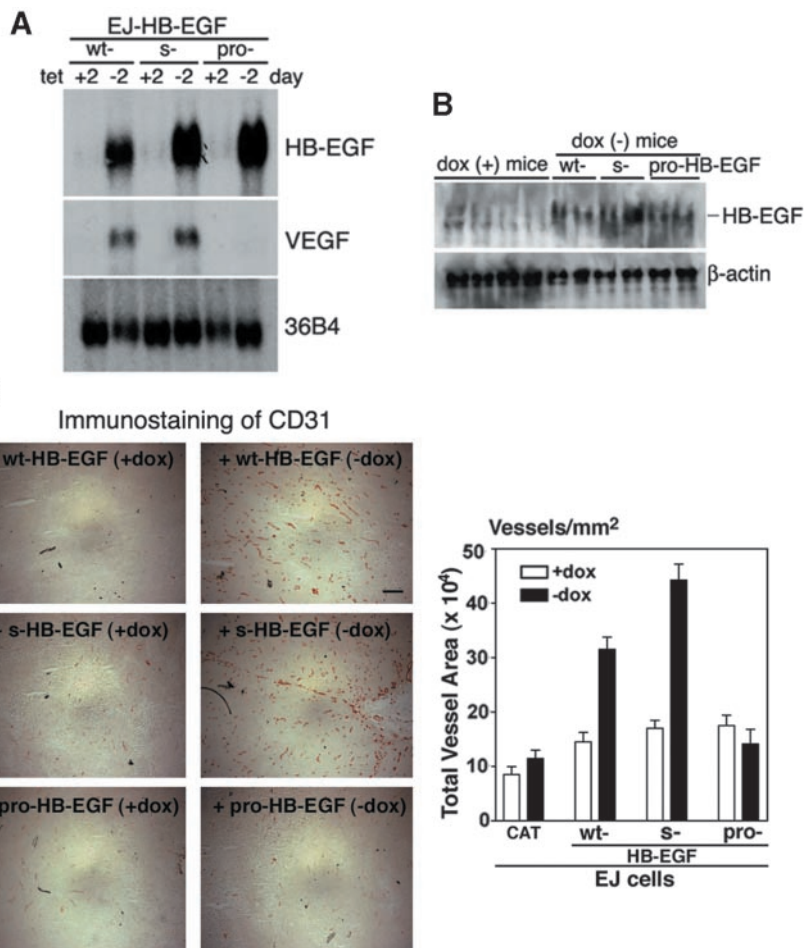 A
EJ-HB-EGF
wt- s- pro-
tet +2 -2 +2 -2 +2 -2 day
HB-EGF
VEGF
36B4
B
dox (-) mice
dox (+) mice wt- s- pro-HB-EGF
HB-EGF
β-actin
Immunostaining of CD31
wt-HB-EGF (+dox)
+ wt-HB-EGF (-dox)
s-HB-EGF (+dox)
+ s-HB-EGF (-dox)
pro-HB-EGF (+dox)
+ pro-HB-EGF (-dox)
Vessels/mm²
Total Vessel Area (x 10⁴)
50
40
30
20
10
0
+dox
-dox
CAT wt- s- pro-
HB-EGF
EJ cells